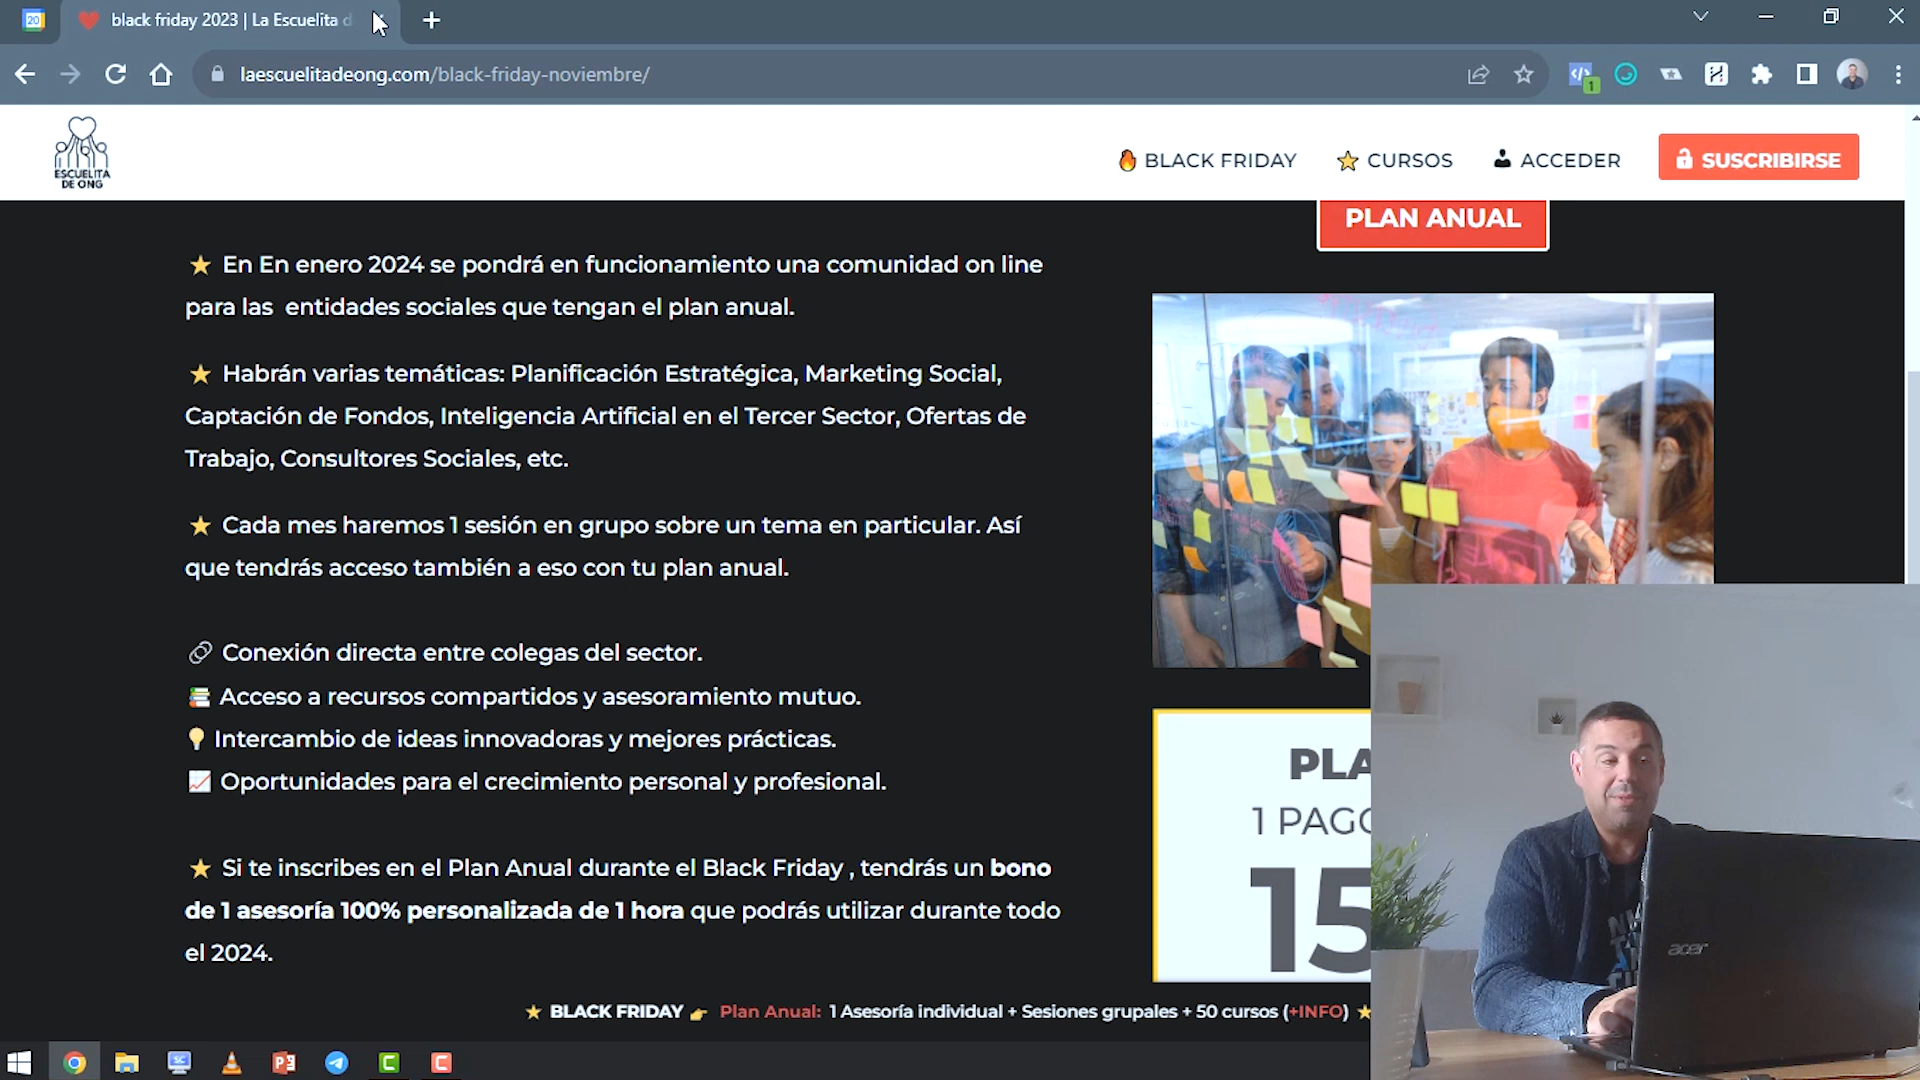 20
black friday 2023 | La Escuelita d
laescuelitadeong.com/black-friday-noviembre/
1
ESCUELITA
DE ONG
BLACK FRIDAY
CURSOS
ACCEDER
SUSCRIBIRSE
PLAN ANUAL
En En enero 2024 se pondrá en funcionamiento una comunidad on line
para las entidades sociales que tengan el plan anual.
Habrán varias temáticas: Planificación Estratégica, Marketing Social,
Captación de Fondos, Inteligencia Artificial en el Tercer Sector, Ofertas de
Trabajo, Consultores Sociales, etc.
Cada mes haremos 1 sesión en grupo sobre un tema en particular. Así
que tendrás acceso también a eso con tu plan anual.
Conexión directa entre colegas del sector.
Acceso a recursos compartidos y asesoramiento mutuo.
Intercambio de ideas innovadoras y mejores prácticas.
Oportunidades para el crecimiento personal y profesional.
Si te inscribes en el Plan Anual durante el Black Friday , tendrás un bono
de 1 asesoría 100% personalizada de 1 hora que podrás utilizar durante todo
el 2024.
PLA
1 PAGO
15
acer
BLACK FRIDAY 👉 Plan Anual: 1 Asesoría individual + Sesiones grupales + 50 cursos (+INFO)